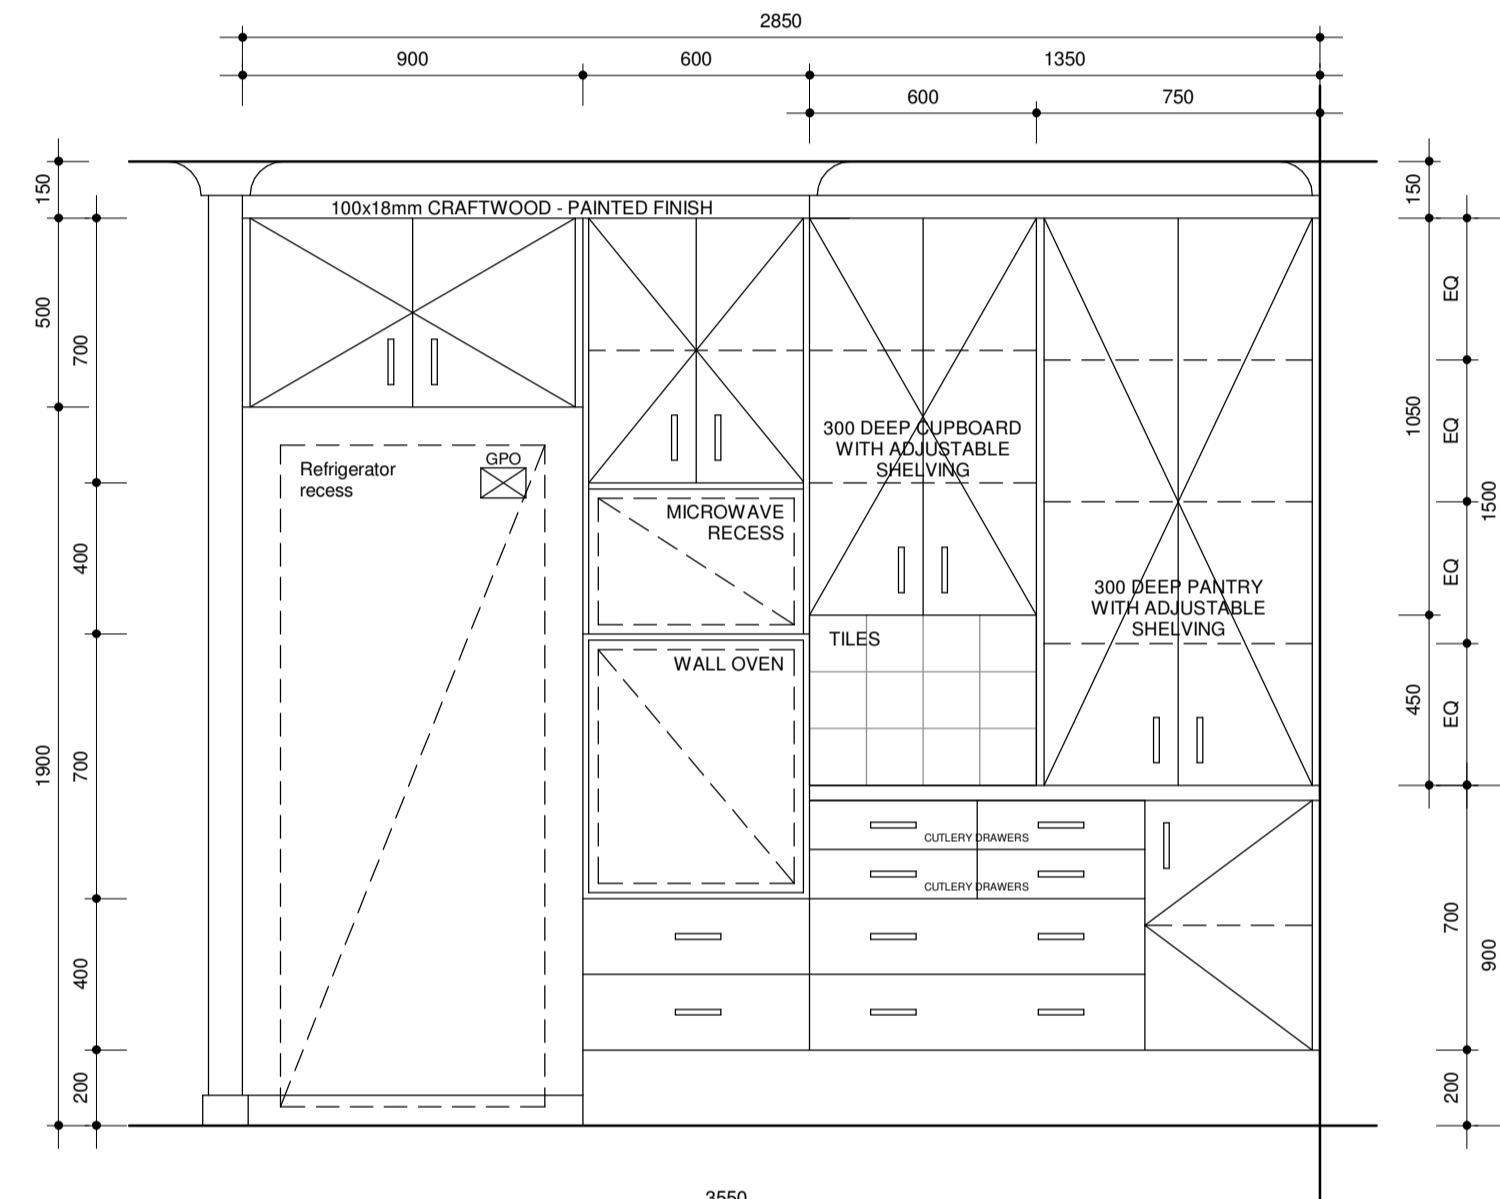 2850
900
600
1350
600
750
150
150
100x18mm CRAFTWOOD - PAINTED FINISH
500
700
EQ
1050
EQ
300 DEEP CUPBOARD
WITH ADJUSTABLE
SHELVING
GPO
Refrigerator
recess
MICROWAVE
RECESS
1500
400
EQ
300 DEEP PANTRY
WITH ADJUSTABLE
SHELVING
TILES
WALL OVEN
450
EQ
1900
700
CUTLERY DRAWERS
CUTLERY DRAWERS
700
900
400
200
200
3550